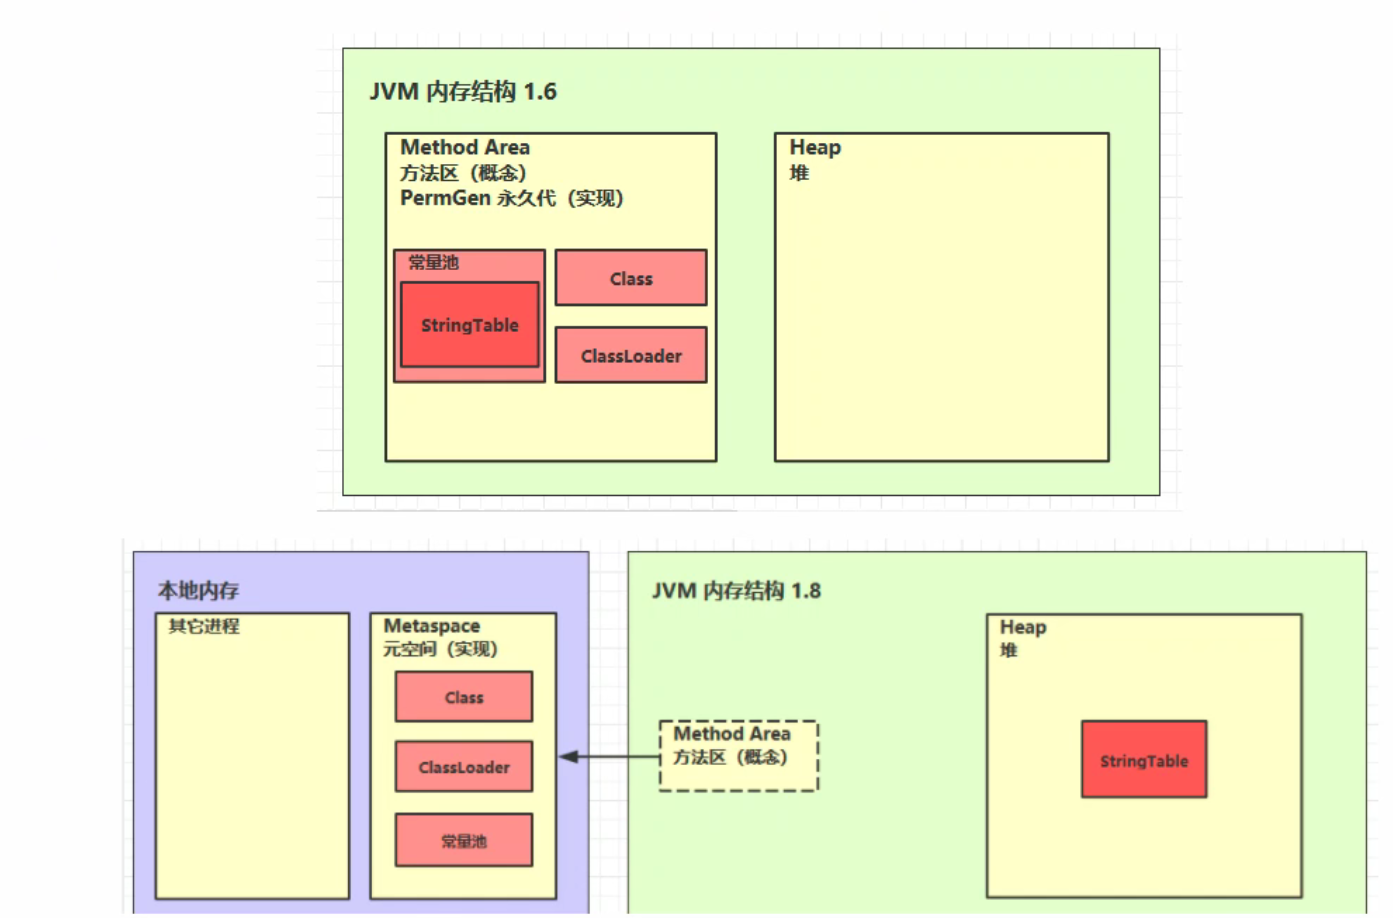 JVM 内存结构 1.6
Method Area
方法区（概念）
PermGen 永久代（实现）
常量池
StringTable
Class
ClassLoader
Heap
堆
本地内存
其它进程
Metaspace
元空间（实现）
Class
ClassLoader
常量池
JVM 内存结构 1.8
Method Area
方法区（概念）
Heap
堆
StringTable